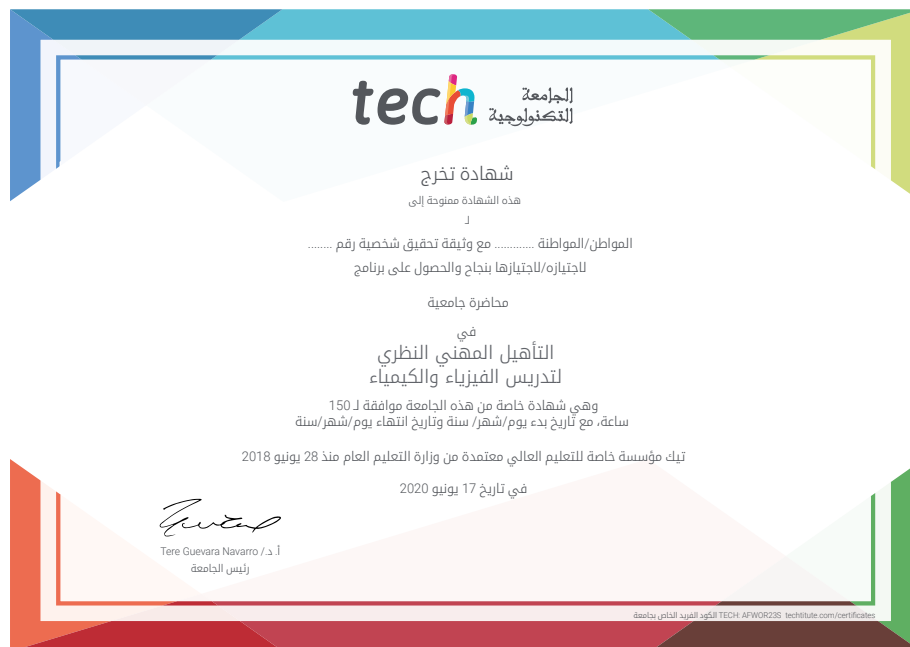 tech
الجامعة
التكنولوجية
شهادة تخرج
هذه الشهادة ممنوحة إلى
لـ
المواطن/المواطنة ............ مع وثيقة تحقيق شخصية رقم ........
لاجتيازه/لاجتيازها بنجاح والحصول على برنامج
محاضرة جامعية
في
التأهيل المهني النظري
لتدريس الفيزياء والكيمياء
وهي شهادة خاصة من هذه الجامعة موافقة لـ 150
ساعة، مع تاريخ بدء يوم/شهر/ سنة وتاريخ انتهاء يوم/شهر/سنة
تيك مؤسسة خاصة للتعليم العالي معتمدة من وزارة التعليم العام منذ 28 يونيو 2018
في تاريخ 17 يونيو 2020
أ. د./ Tere Guevara Navarro
رئيس الجامعة
الكود الفريد الخاص بجامعة TECH: AFWOR23S techtitute.com/certificates